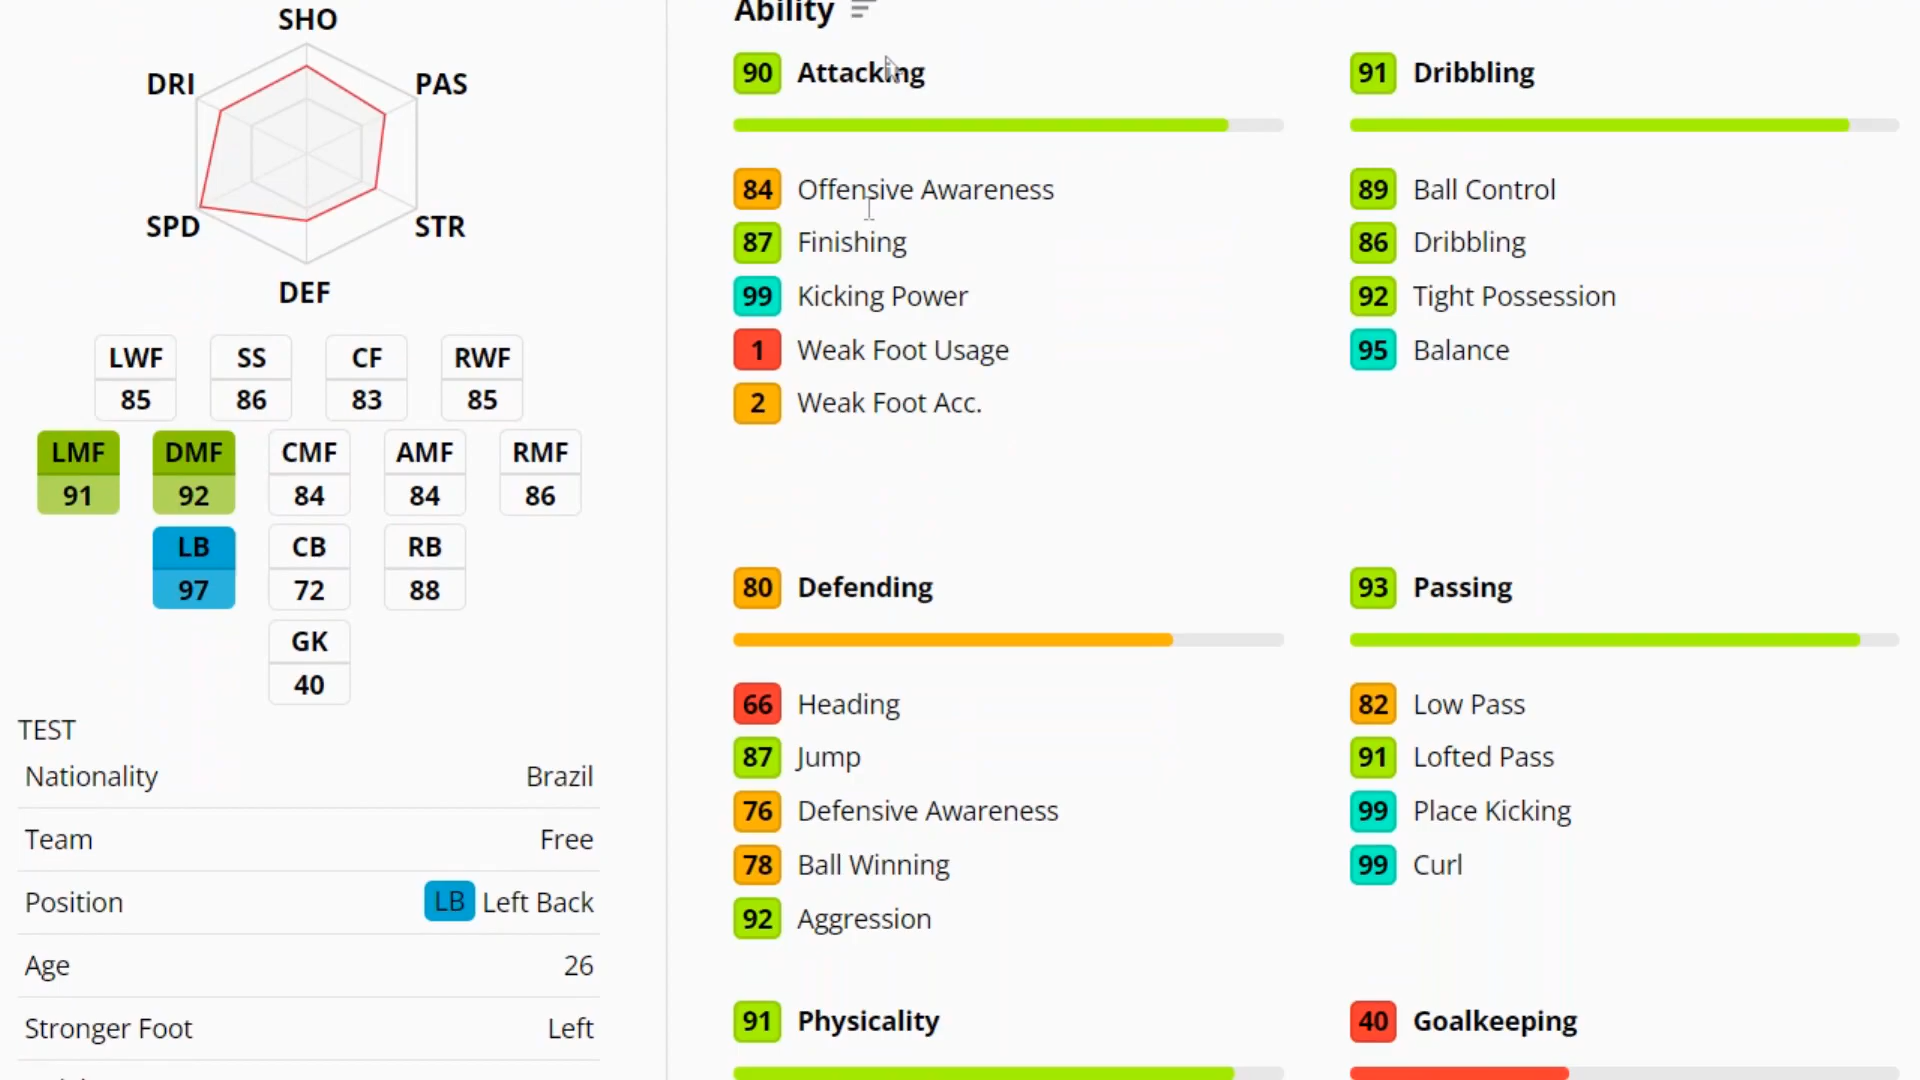 SHO
DRI PAS
SPD STR
DEF
LWF SS CF RWF
85 86 83 85
LMF DMF CMF AMF RMF
91 92 84 84 86
LB CB RB
97 72 88
GK
40
TEST
Nationality Brazil
Team Free
Position LB Left Back
Age 26
Stronger Foot Left
Ability
90 Attacking
84 Offensive Awareness
87 Finishing
99 Kicking Power
1 Weak Foot Usage
2 Weak Foot Acc.
91 Dribbling
89 Ball Control
86 Dribbling
92 Tight Possession
95 Balance
80 Defending
66 Heading
87 Jump
76 Defensive Awareness
78 Ball Winning
92 Aggression
93 Passing
82 Low Pass
91 Lofted Pass
99 Place Kicking
99 Curl
91 Physicality
40 Goalkeeping